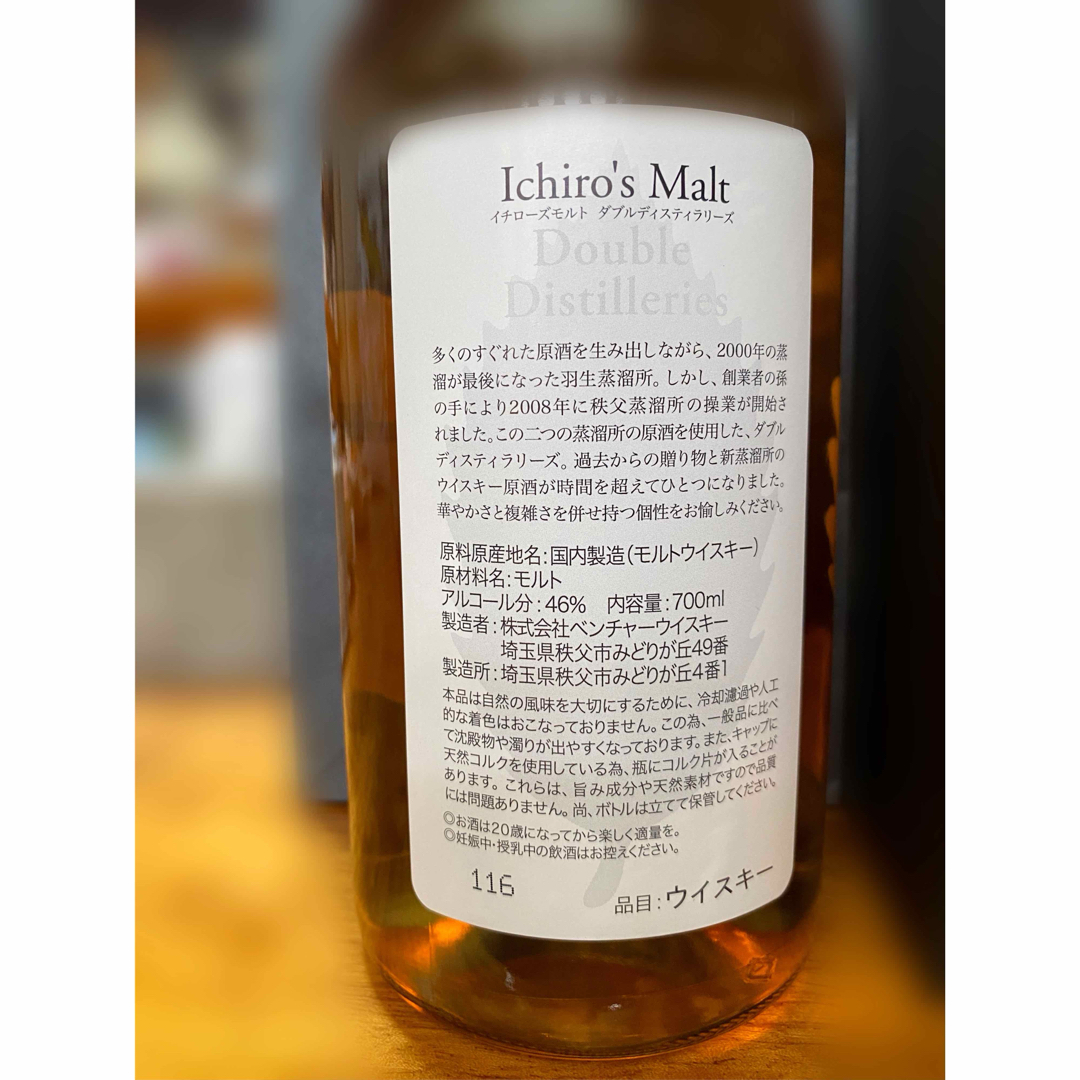 Ichiro's Malt
イチローズモルト ダブルディスティラリーズ
Double
Distilleries
多くのすぐれた原酒を生み出しながら、2000年の蒸
溜が最後になった羽生蒸溜所。しかし、創業者の孫
の手により2008年に秩父蒸溜所の操業が開始さ
れました。この二つの蒸溜所の原酒を使用した、ダブル
ディスティラリーズ。過去からの贈り物と新蒸溜所の
ウイスキー原酒が時間を超えてひとつになりました。
華やかさと複雑さを併せ持つ個性をお愉しみください。
原料原産地名:国内製造(モルトウイスキー)
原材料名:モルト
アルコール分:46% 内容量:700ml
製造者:株式会社ベンチャーウイスキー
埼玉県秩父市みどりが丘49番
製造所:埼玉県秩父市みどりが丘4番1
本品は自然の風味を大切にするために、冷却濾過や人工
的な着色はおこなっておりません。この為、一般品に比べ
て沈殿物や濁りが出やすくなっております。また、キャップに
天然コルクを使用している為、瓶にコルク片が入ることが
あります。これらは、旨み成分や天然素材ですので品質
には問題ありません。尚、ボトルは立てて保管してください。
◎お酒は20歳になってから楽しく適量を。
◎妊娠中・授乳中の飲酒はお控えください。
116
品目:ウイスキー